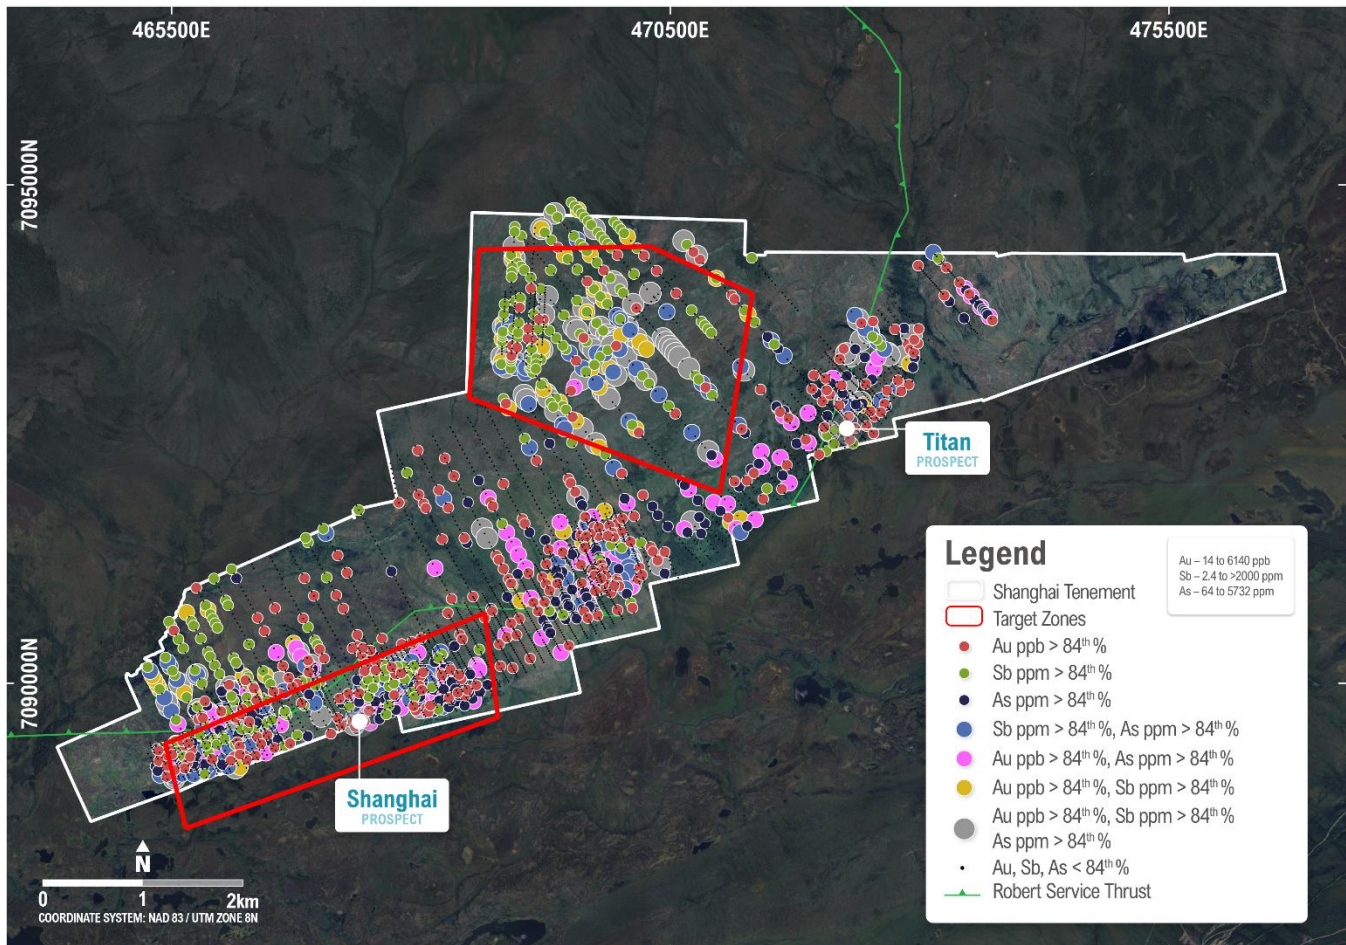 465500E
470500E
475500E
7095000N
7090000N
Titan
PROSPECT
Shanghai
PROSPECT
Legend
Au – 14 to 6140 ppb
Sb – 2.4 to >2000 ppm
As – 64 to 5732 ppm
Shanghai Tenement
Target Zones
Au ppb > 84th %
Sb ppm > 84th %
As ppm > 84th %
Sb ppm > 84th %, As ppm > 84th %
Au ppb > 84th %, As ppm > 84th %
Au ppb > 84th %, Sb ppm > 84th %
Au ppb > 84th %, Sb ppm > 84th %
As ppm > 84th %
Au, Sb, As < 84th %
Robert Service Thrust
N
0 1 2km
COORDINATE SYSTEM: NAD 83 / UTM ZONE 8N